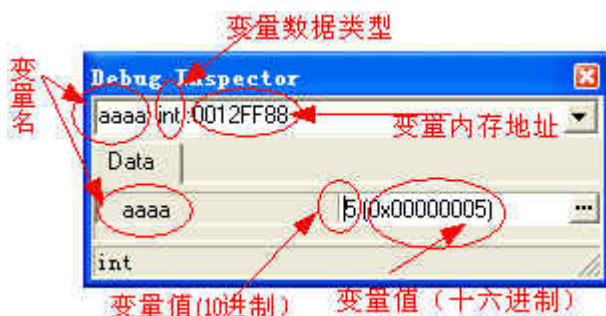 变量数据类型
变量名
Debug Inspector
aaaa: int :0012FF88
变量内存地址
Data
aaaa
5 (0x00000005)
...
int
变量值(10进制)
变量值（十六进制）